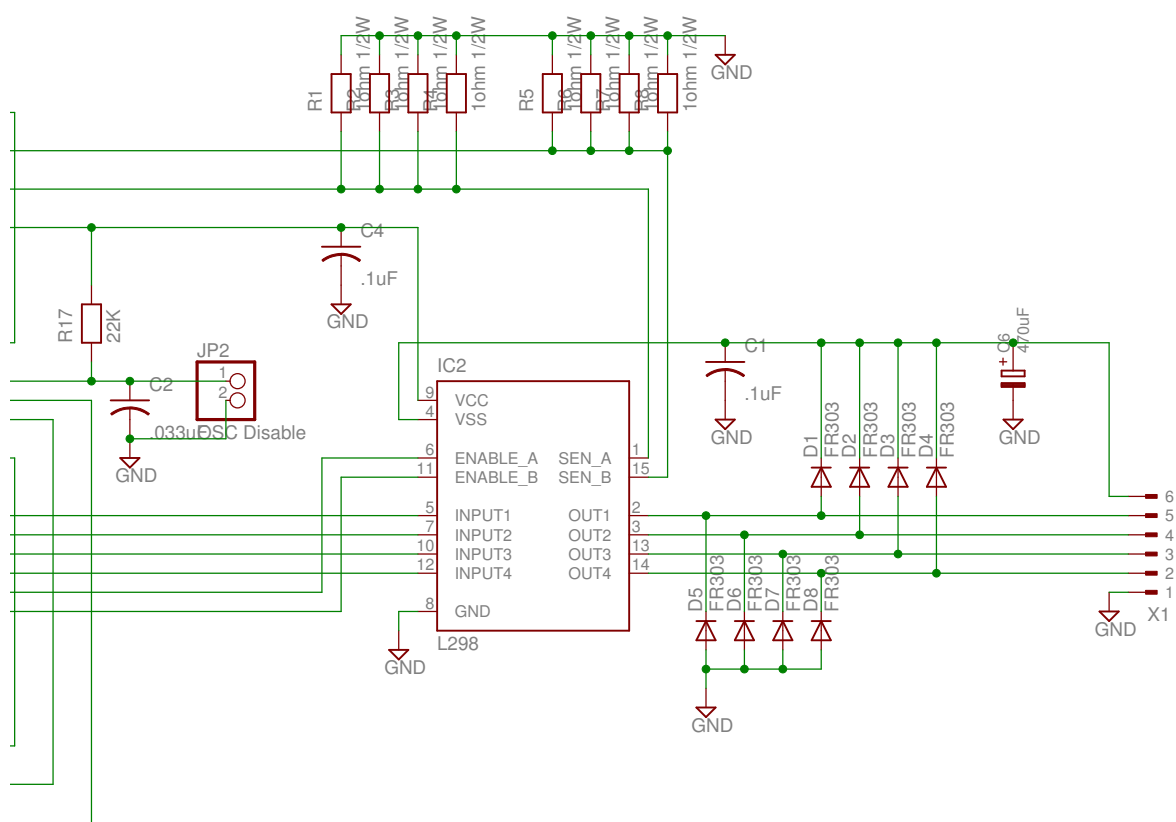 R1
1ohm 1/2W
R2
1ohm 1/2W
R3
1ohm 1/2W
R4
1ohm 1/2W
R5
1ohm 1/2W
R6
1ohm 1/2W
R7
1ohm 1/2W
R8
1ohm 1/2W
GND
C4
.1uF
GND
R17
22K
JP2
1
2
C2
.033uF
OSC Disable
GND
IC2
9
VCC
4
VSS
6
ENABLE_A
SEN_A
1
11
ENABLE_B
SEN_B
15
5
INPUT1
OUT1
2
7
INPUT2
OUT2
3
10
INPUT3
OUT3
13
12
INPUT4
OUT4
14
8
GND
L298
GND
C1
.1uF
GND
C6
470uF
+
GND
D1
FR303
D2
FR303
D3
FR303
D4
FR303
D5
FR303
D6
FR303
D7
FR303
D8
FR303
GND
6
5
4
3
2
1
X1
GND